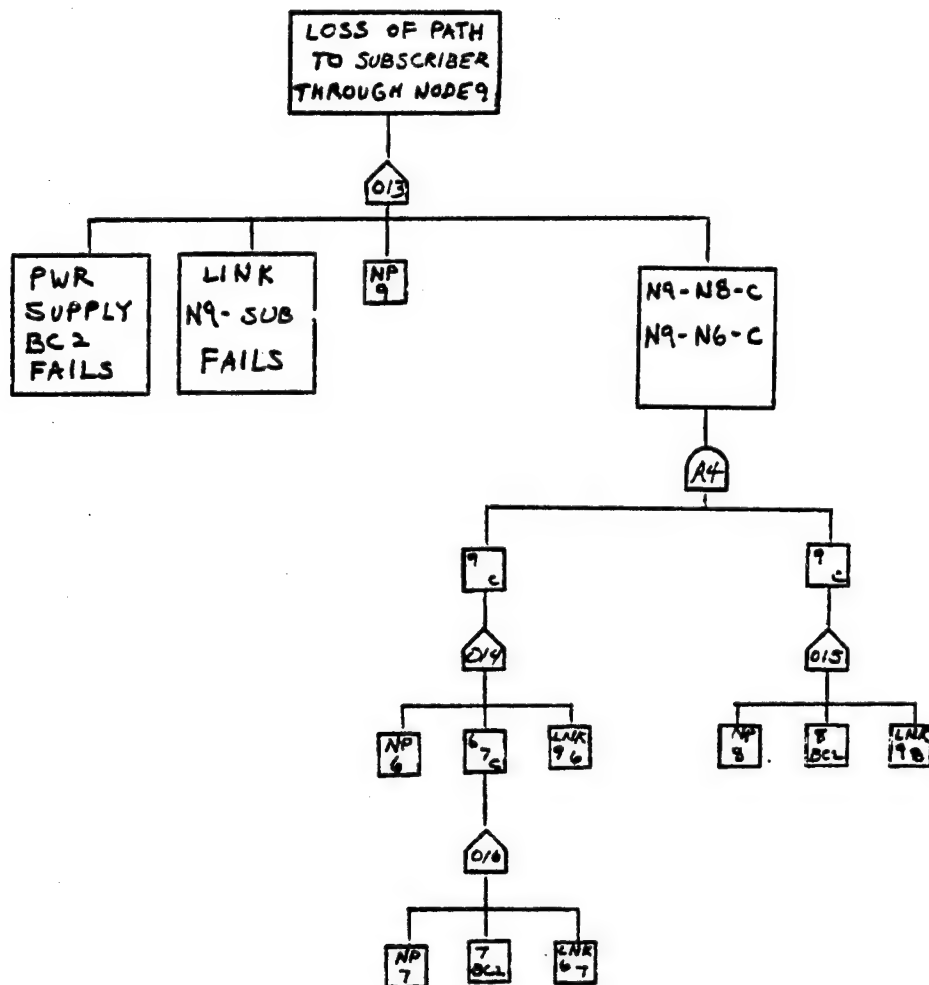 LOSS OF PATH
TO SUBSCRIBER
THROUGH NODE 9
O13
PWR
SUPPLY
BC2
FAILS
LINK
N9-SUB
FAILS
NP
9
N9-N8-C
N9-N6-C
A4
9
C
9
C
O14
O15
NP
6
6
7 C
LNK
9 6
NP
8
8
BC2
LNK
9 8
O16
NP
7
7
BC2
LNK
6 7